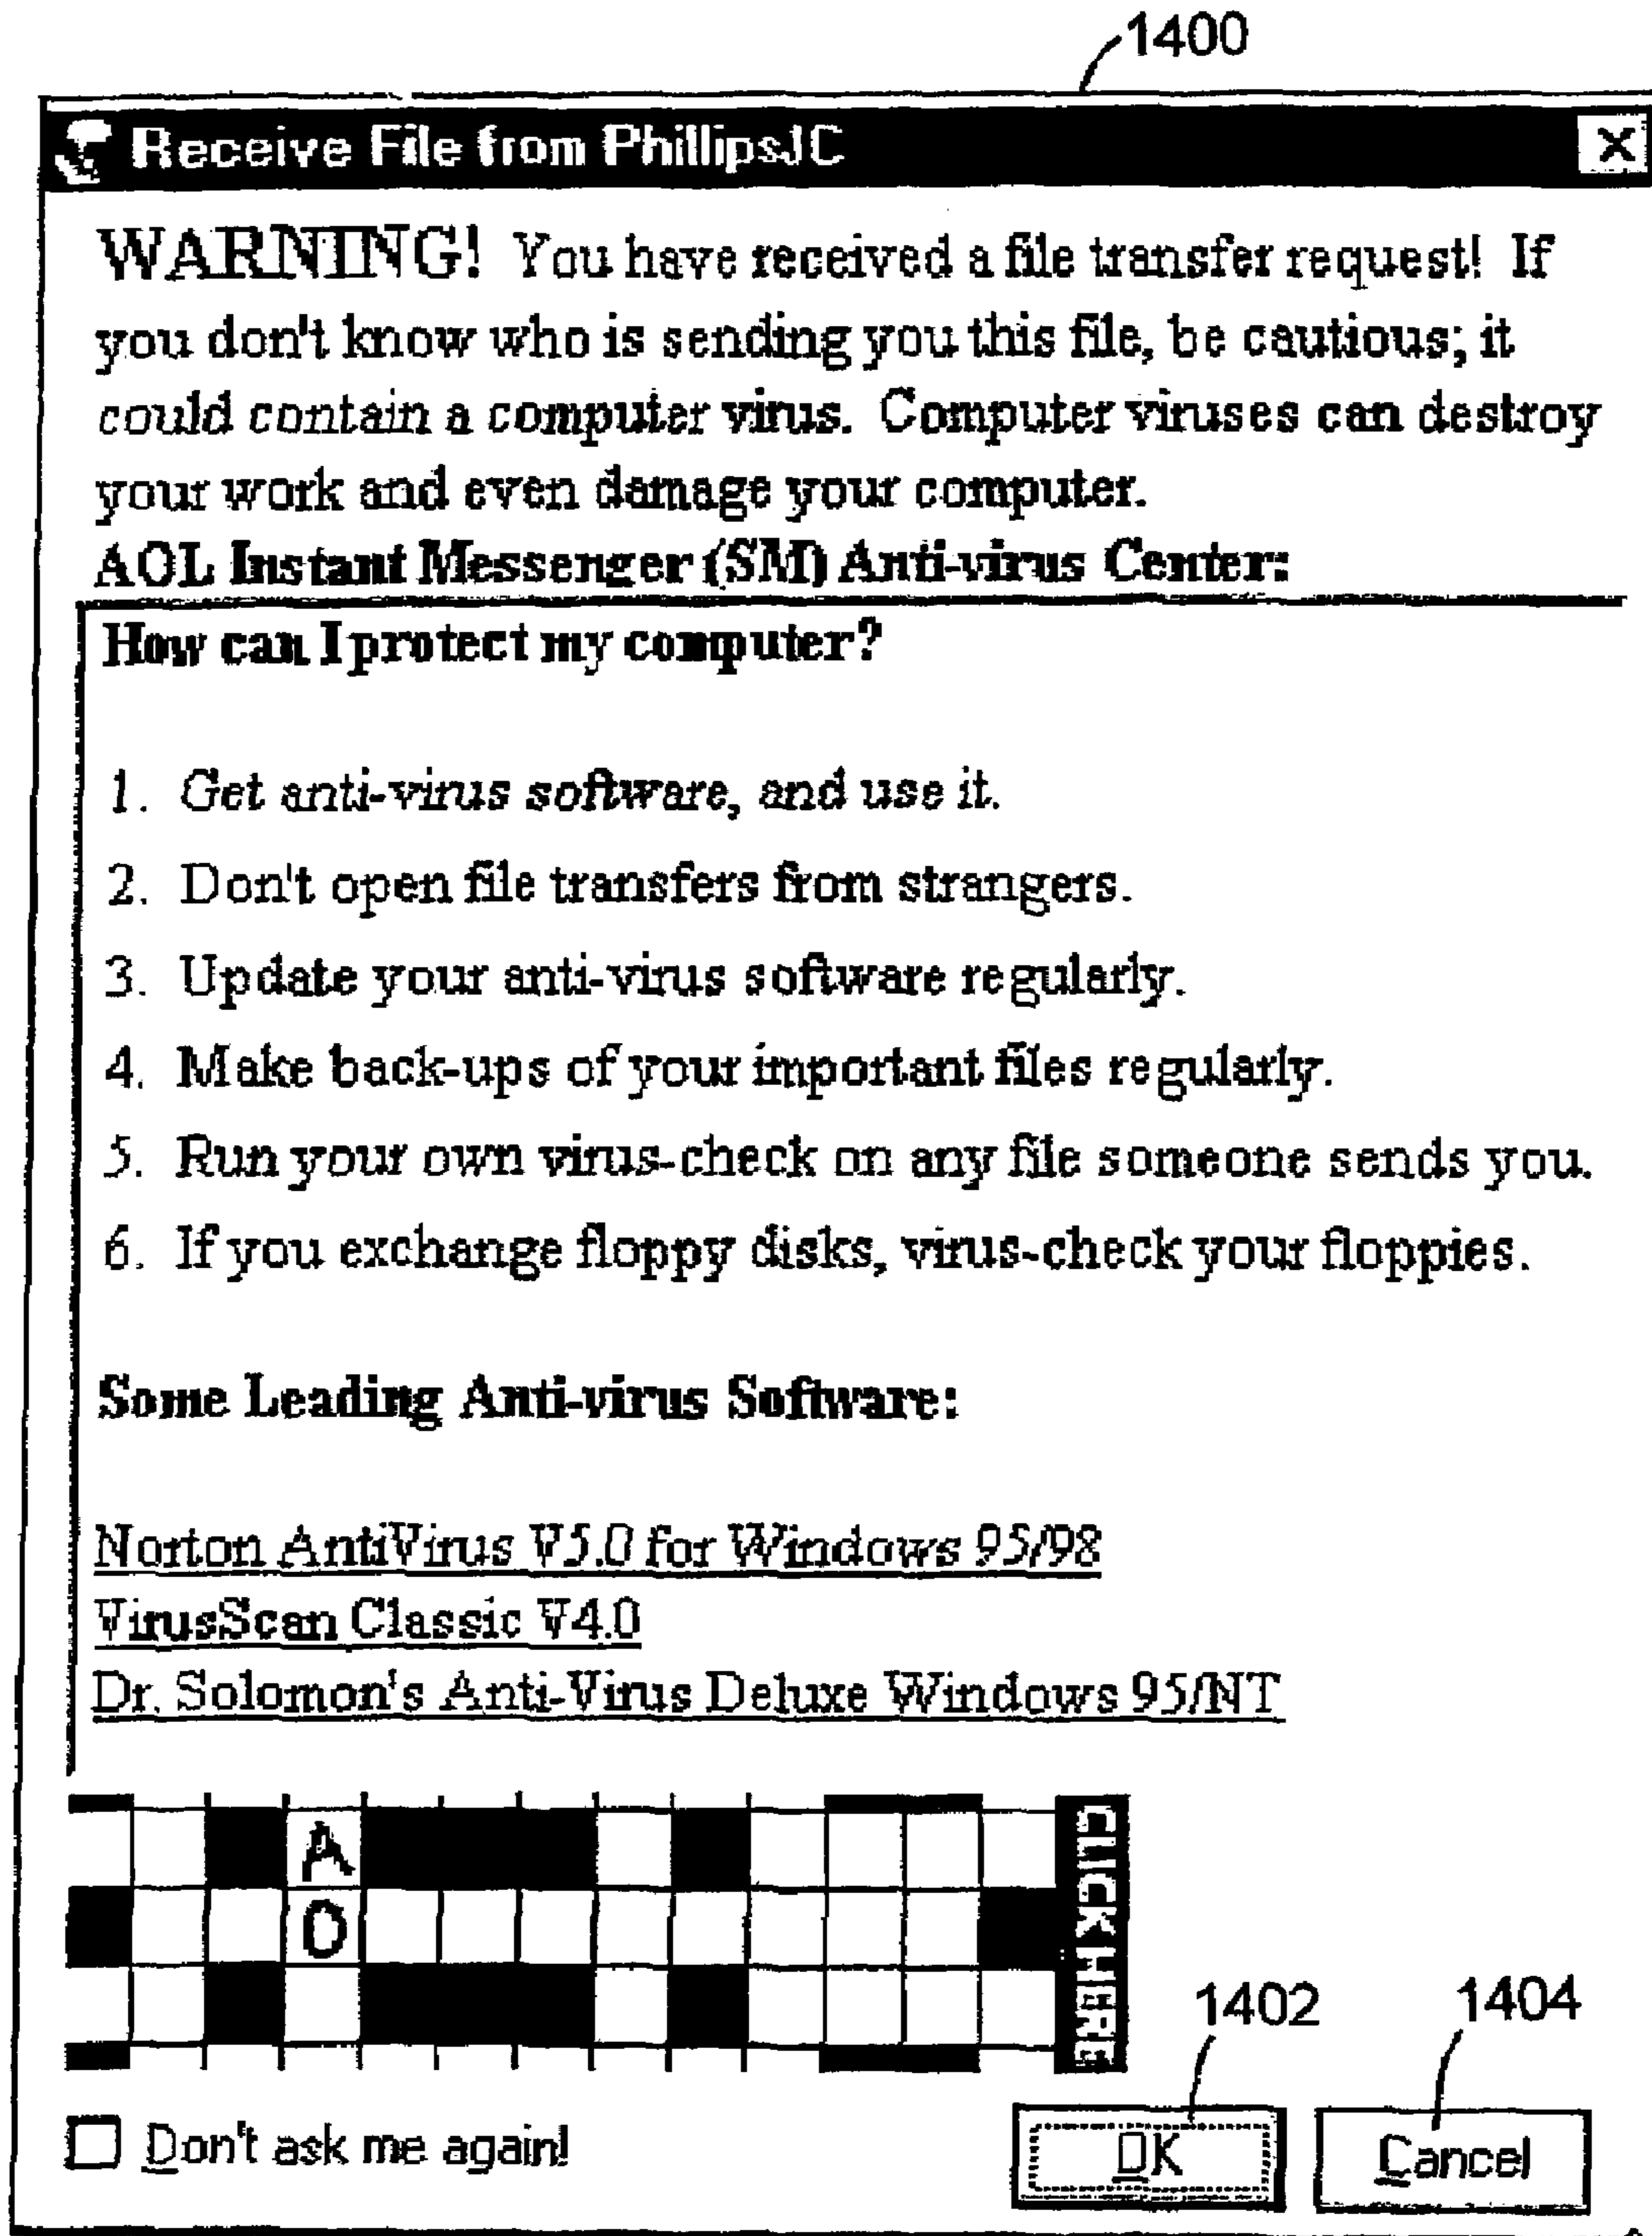 1400
Receive File from PhillipsJC
WARNING! You have received a file transfer request! If
you don't know who is sending you this file, be cautious; it
could contain a computer virus. Computer viruses can destroy
your work and even damage your computer.
AOL Instant Messenger (SM) Anti-virus Center:
How can I protect my computer?
1. Get anti-virus software, and use it.
2. Don't open file transfers from strangers.
3. Update your anti-virus software regularly.
4. Make back-ups of your important files regularly.
5. Run your own virus-check on any file someone sends you.
6. If you exchange floppy disks, virus-check your floppies.
Some Leading Anti-virus Software:
Norton AntiVirus V5.0 for Windows 95/98
VirusScan Classic V4.0
Dr. Solomon's Anti-Virus Deluxe Windows 95/NT
A
O
CLICK HERE
1402 1404
Don't ask me again!
OK Cancel